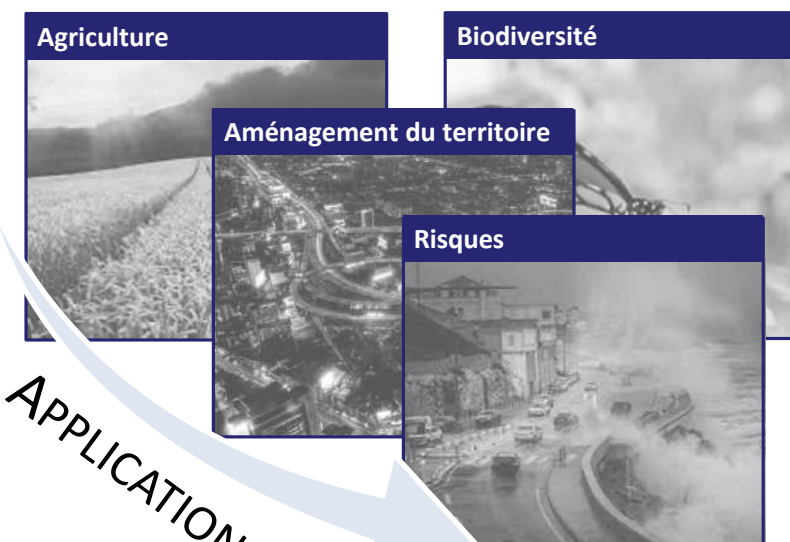 Agriculture
Biodiversité
Aménagement du territoire
Risques
APPLICATION